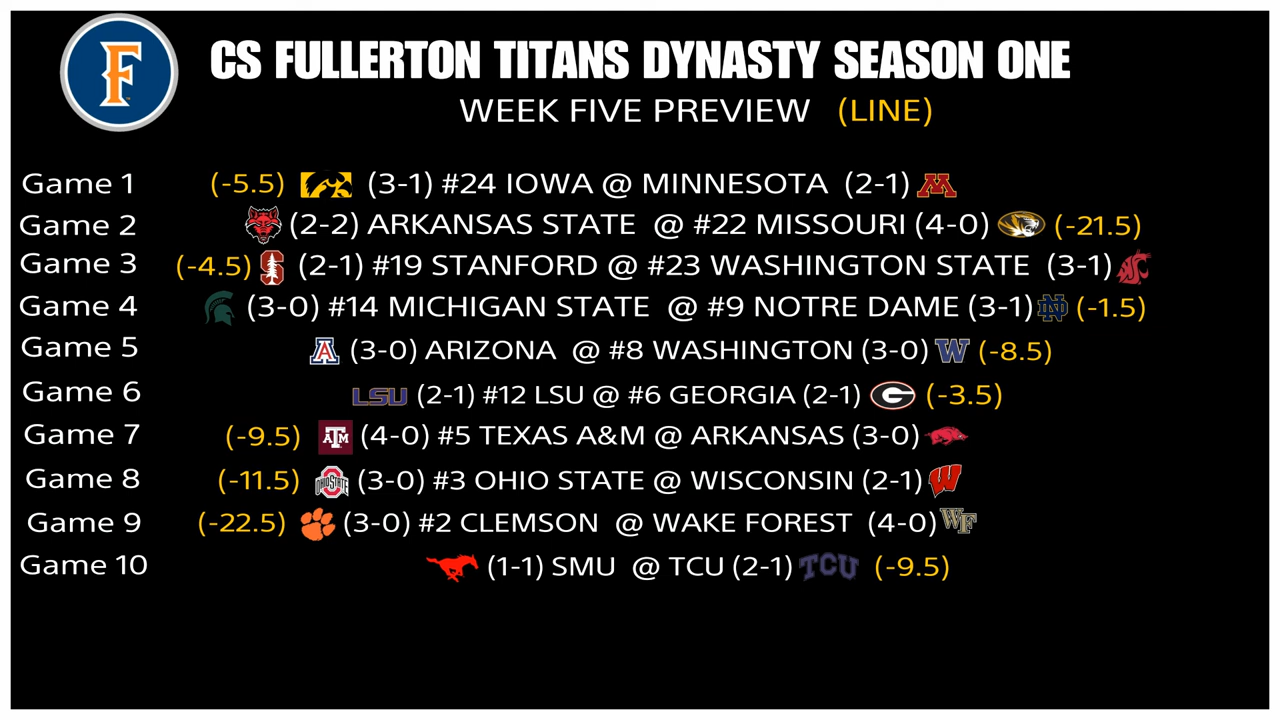 F
CS FULLERTON TITANS DYNASTY SEASON ONE
WEEK FIVE PREVIEW (LINE)
Game 1 (-5.5) (3-1) #24 IOWA @ MINNESOTA (2-1) M
Game 2 (2-2) ARKANSAS STATE @ #22 MISSOURI (4-0) (-21.5)
Game 3 (-4.5) S (2-1) #19 STANFORD @ #23 WASHINGTON STATE (3-1)
Game 4 (3-0) #14 MICHIGAN STATE @ #9 NOTRE DAME (3-1) ND (-1.5)
Game 5 A (3-0) ARIZONA @ #8 WASHINGTON (3-0) W (-8.5)
Game 6 LSU (2-1) #12 LSU @ #6 GEORGIA (2-1) G (-3.5)
Game 7 (-9.5) ATM (4-0) #5 TEXAS A&M @ ARKANSAS (3-0)
Game 8 (-11.5) OHIO STATE (3-0) #3 OHIO STATE @ WISCONSIN (2-1) W
Game 9 (-22.5) (3-0) #2 CLEMSON @ WAKE FOREST (4-0) WF
Game 10 (1-1) SMU @ TCU (2-1) TCU (-9.5)